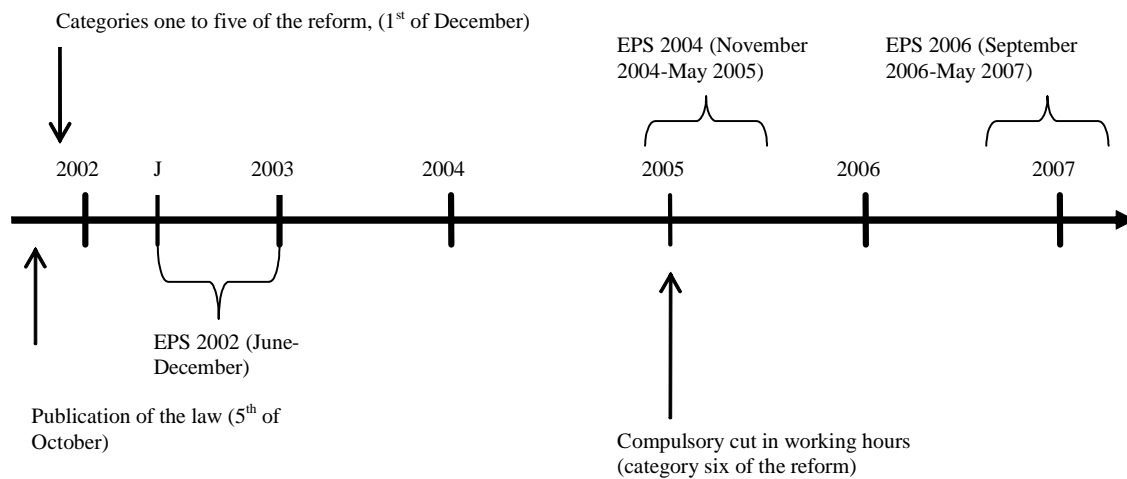 Categories one to five of the reform, (1st of December)
EPS 2004 (November
2004-May 2005)
EPS 2006 (September
2006-May 2007)
2002 J 2003 2004 2005 2006 2007
EPS 2002 (June-
December)
Publication of the law (5th of
October)
Compulsory cut in working hours
(category six of the reform)